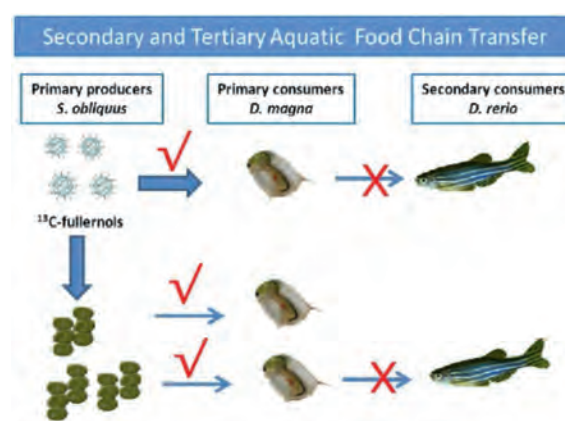 Secondary and Tertiary Aquatic Food Chain Transfer
Primary producers
S. obliquus
Primary consumers
D. magna
Secondary consumers
D. rerio
√
X
¹³C-fullernols
√
√
X